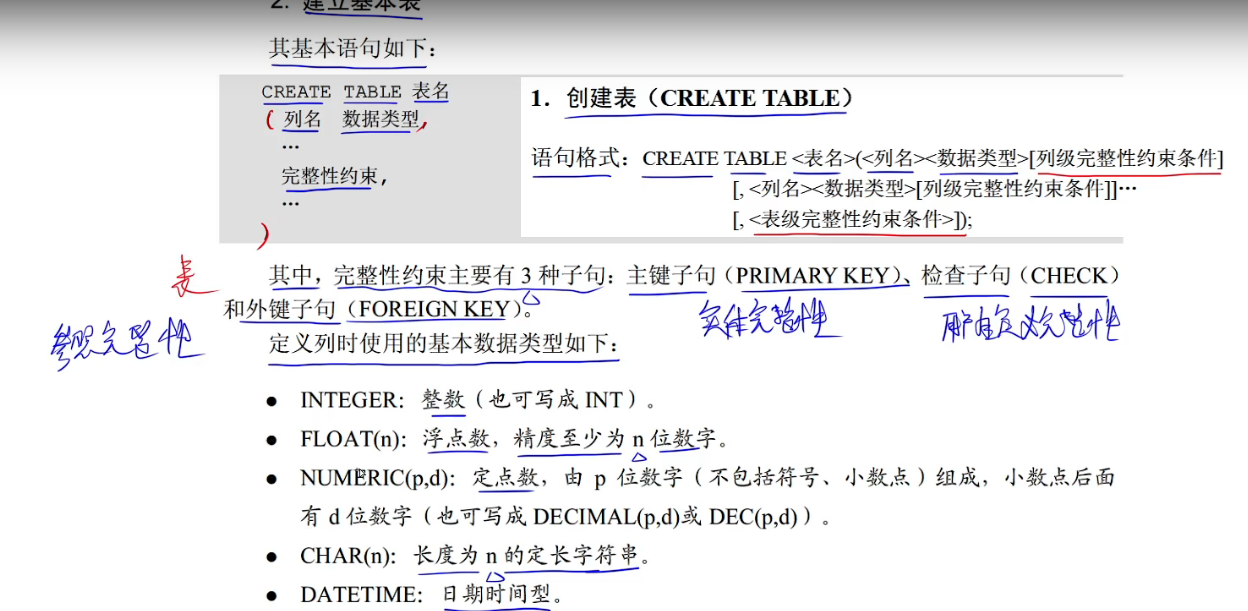 2. 建立基本表
其基本语句如下：
CREATE TABLE 表名
( 列名 数据类型,
…
完整性约束,
…
)
1．创建表（CREATE TABLE）
语句格式：CREATE TABLE <表名>(<列名><数据类型>[列级完整性约束条件]
[, <列名><数据类型>[列级完整性约束条件]]…
[, <表级完整性约束条件>]);
表
其中，完整性约束主要有 3 种子句：主键子句（PRIMARY KEY）、检查子句（CHECK）
和外键子句（FOREIGN KEY）。
实体完整性
用户定义完整性
参照完整性
定义列时使用的基本数据类型如下：
● INTEGER：整数（也可写成 INT）。
● FLOAT(n)：浮点数，精度至少为 n 位数字。
● NUMERIC(p,d)：定点数，由 p 位数字（不包括符号、小数点）组成，小数点后面
有 d 位数字（也可写成 DECIMAL(p,d)或 DEC(p,d)）。
● CHAR(n)：长度为 n 的定长字符串。
● DATETIME：日期时间型。